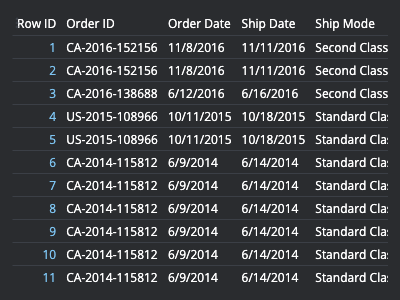 Row ID Order ID Order Date Ship Date Ship Mode
1 CA-2016-152156 11/8/2016 11/11/2016 Second Class
2 CA-2016-152156 11/8/2016 11/11/2016 Second Class
3 CA-2016-138688 6/12/2016 6/16/2016 Second Class
4 US-2015-108966 10/11/2015 10/18/2015 Standard Clas
5 US-2015-108966 10/11/2015 10/18/2015 Standard Clas
6 CA-2014-115812 6/9/2014 6/14/2014 Standard Clas
7 CA-2014-115812 6/9/2014 6/14/2014 Standard Clas
8 CA-2014-115812 6/9/2014 6/14/2014 Standard Clas
9 CA-2014-115812 6/9/2014 6/14/2014 Standard Clas
10 CA-2014-115812 6/9/2014 6/14/2014 Standard Clas
11 CA-2014-115812 6/9/2014 6/14/2014 Standard Clas